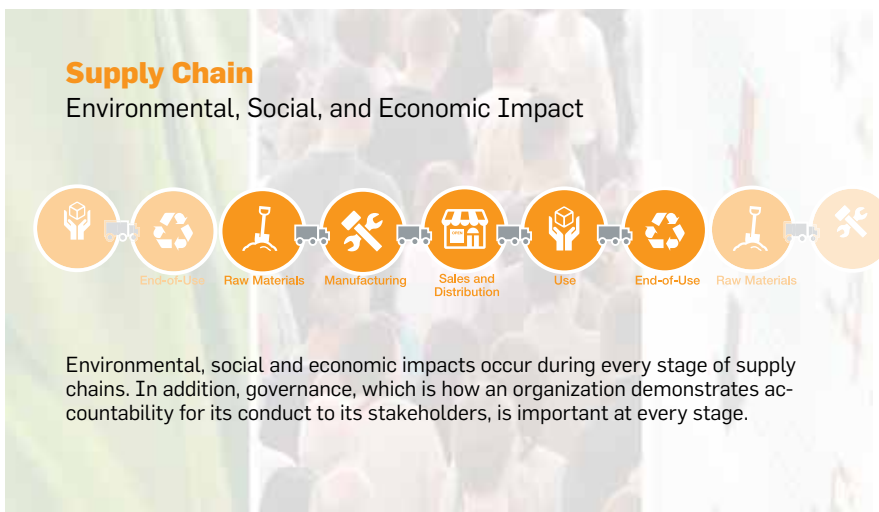 Supply Chain
Environmental, Social, and Economic Impact
OPEN
End-of-Use
Raw Materials
Manufacturing
Sales and
Distribution
Use
End-of-Use
Raw Materials
Environmental, social and economic impacts occur during every stage of supply
chains. In addition, governance, which is how an organization demonstrates ac-
countability for its conduct to its stakeholders, is important at every stage.